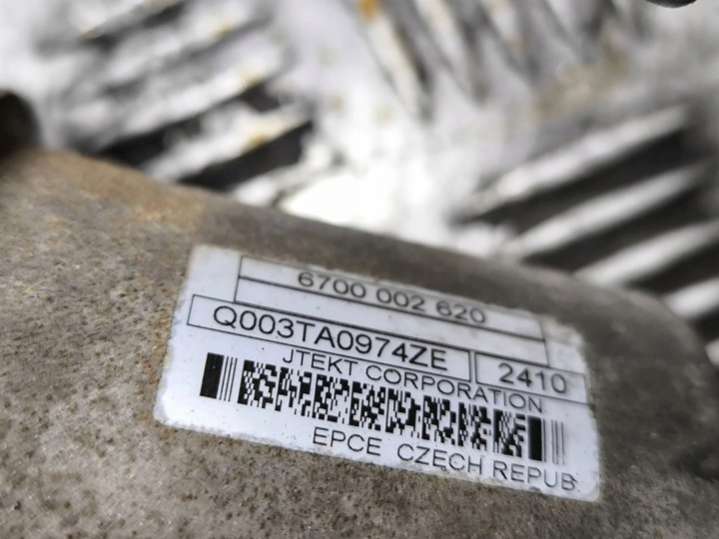 6700 002 620
Q003TA0974ZE 2410
JTEKT CORPORATION
EPCE CZECH REPUB